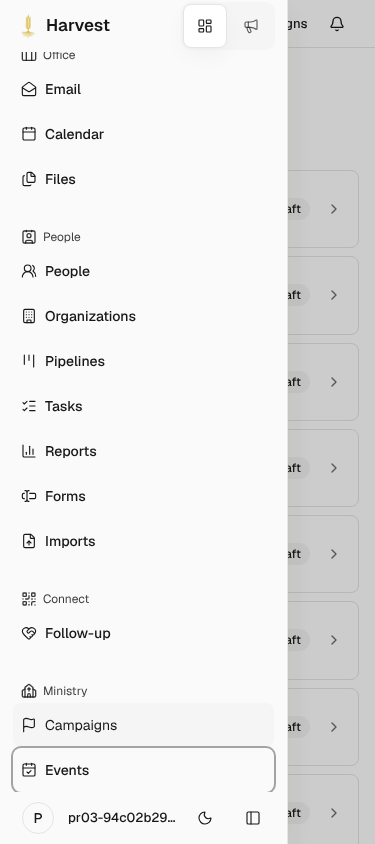 Harvest
gns
Office
Email
Calendar
Files
People
People
Organizations
Pipelines
Tasks
Reports
Forms
Imports
Connect
Follow-up
Ministry
Campaigns
Events
P pr03-94c02b29...
aft
aft
aft
aft
aft
aft
aft
aft